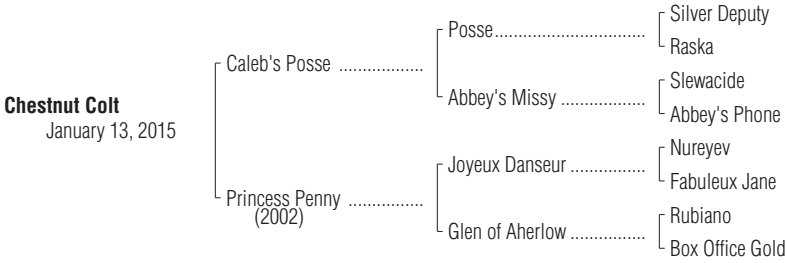 Silver Deputy
Posse...............................
Raska
Caleb's Posse .................
Slewacide
Abbey's Missy .................
Abbey's Phone
Chestnut Colt
January 13, 2015
Nureyev
Joyeux Danseur ...............
Fabuleux Jane
Princess Penny ...............
(2002)
Rubiano
Glen of Aherlow ...............
Box Office Gold